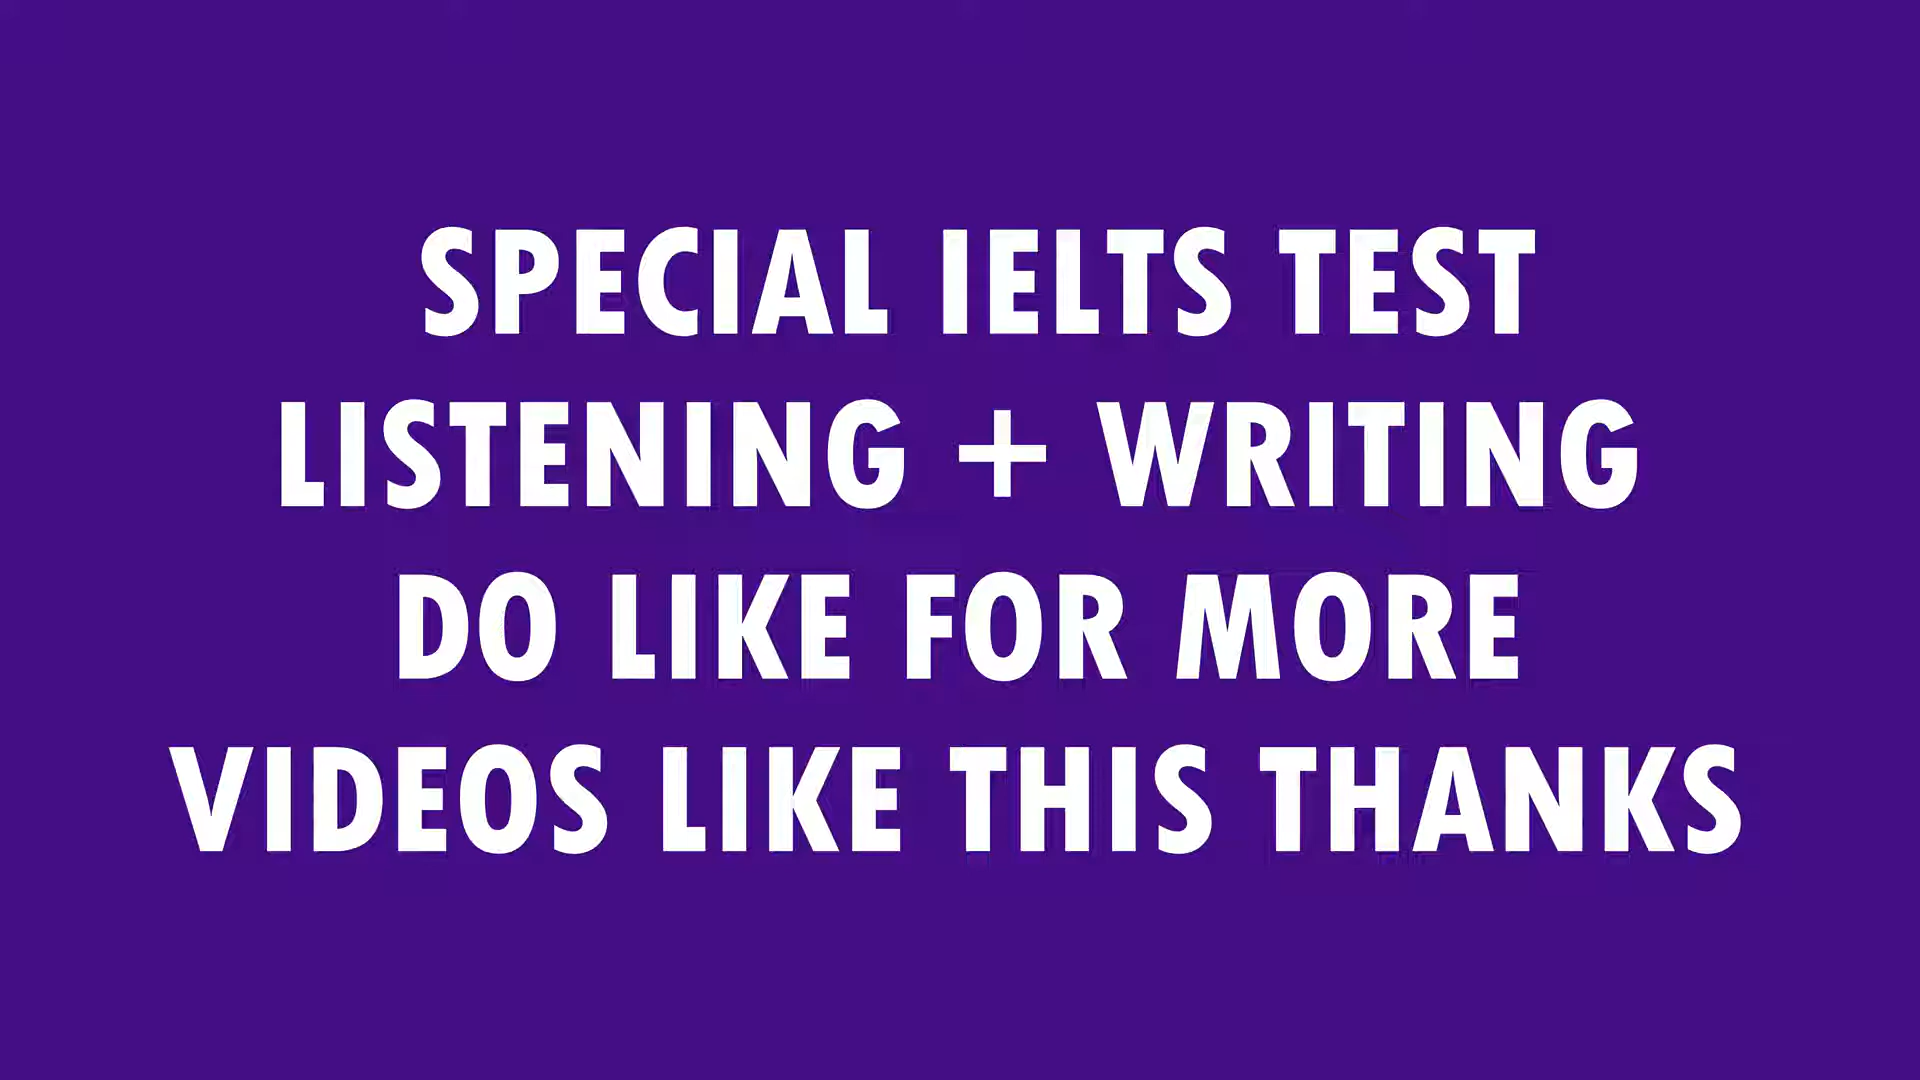 SPECIAL IELTS TEST
LISTENING + WRITING
DO LIKE FOR MORE
VIDEOS LIKE THIS THANKS